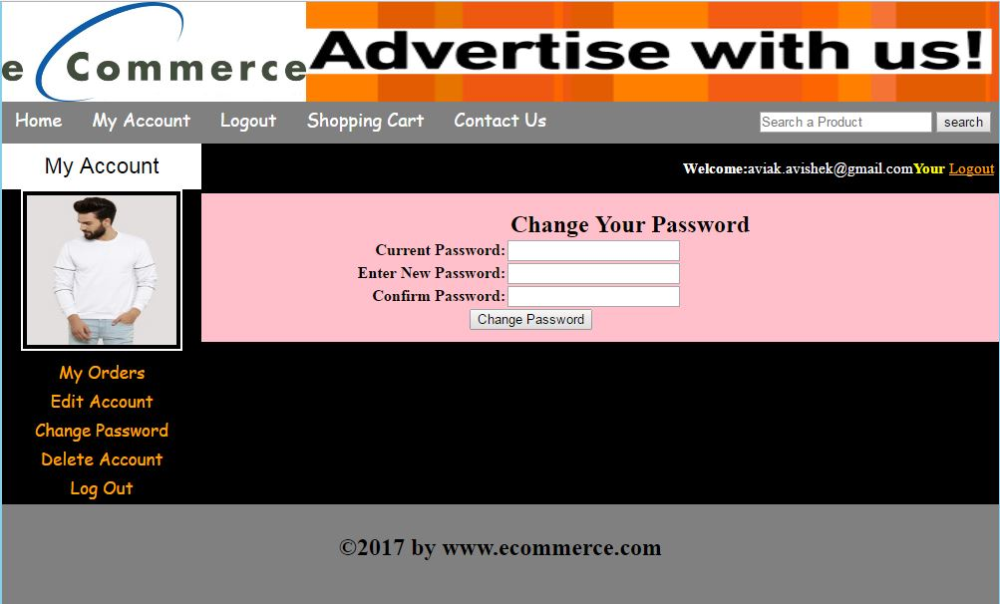 e Commerce
Advertise with us!
Home My Account Logout Shopping Cart Contact Us Search a Product search
My Account
Welcome:aviak.avishek@gmail.comYour Logout
Change Your Password
Current Password:
Enter New Password:
Confirm Password:
Change Password
My Orders
Edit Account
Change Password
Delete Account
Log Out
©2017 by www.ecommerce.com